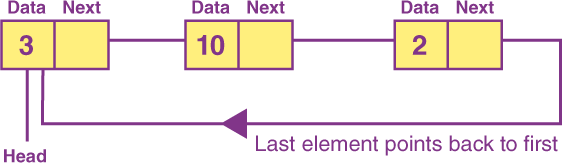 Data Next Data Next Data Next
3 10 2
Last element points back to first
Head